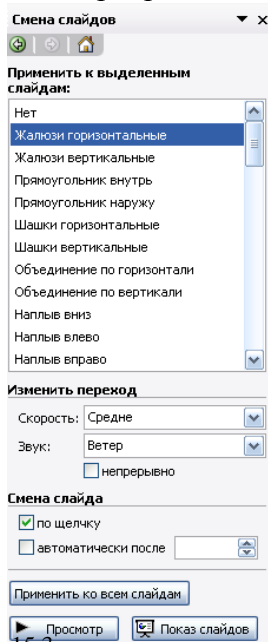 Смена слайдов
Применить к выделенным
слайдам:
Нет
Жалюзи горизонтальные
Жалюзи вертикальные
Прямоугольник внутрь
Прямоугольник наружу
Шашки горизонтальные
Шашки вертикальные
Объединение по горизонтали
Объединение по вертикали
Наплыв вниз
Наплыв влево
Наплыв вправо
Изменить переход
Скорость: Средне
Звук: Ветер
непрерывно
Смена слайда
по щелчку
автоматически после
Применить ко всем слайдам
Просмотр Показ слайдов